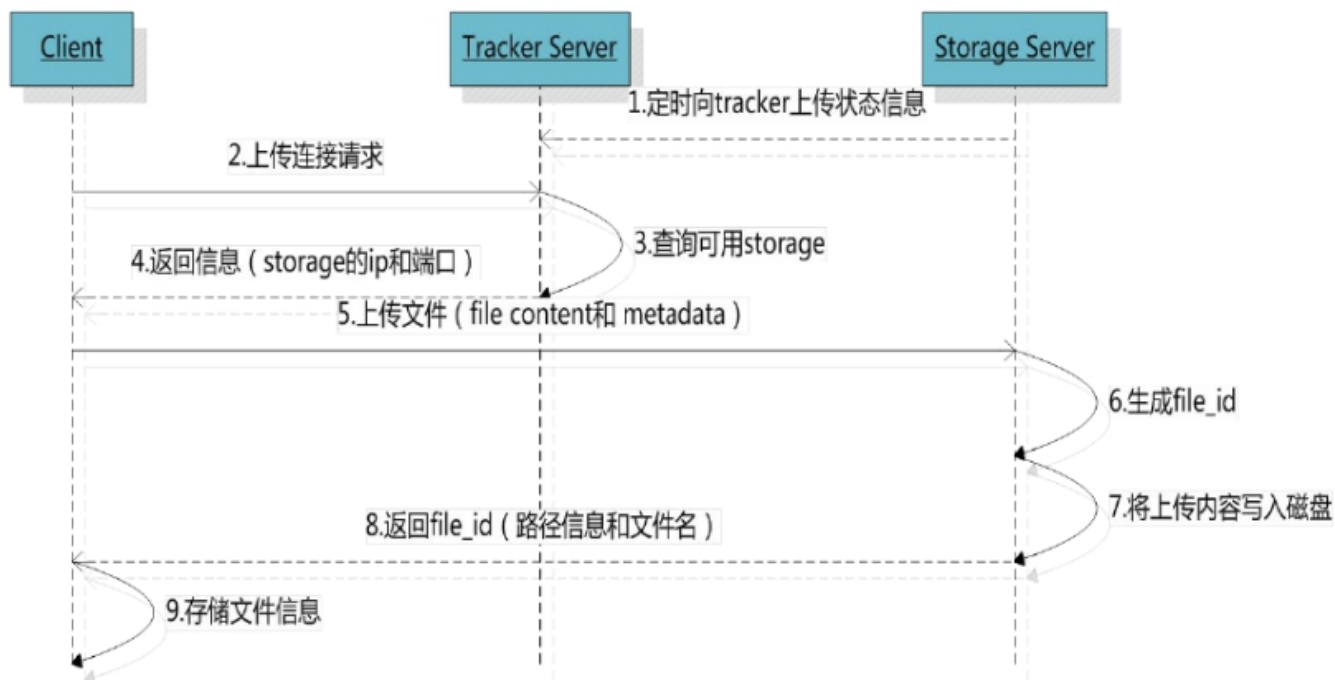 Client
Tracker Server
Storage Server
1.定时向tracker上传状态信息
2.上传连接请求
3.查询可用storage
4.返回信息（storage的ip和端口）
5.上传文件（file content和 metadata）
6.生成file_id
7.将上传内容写入磁盘
8.返回file_id（路径信息和文件名）
9.存储文件信息